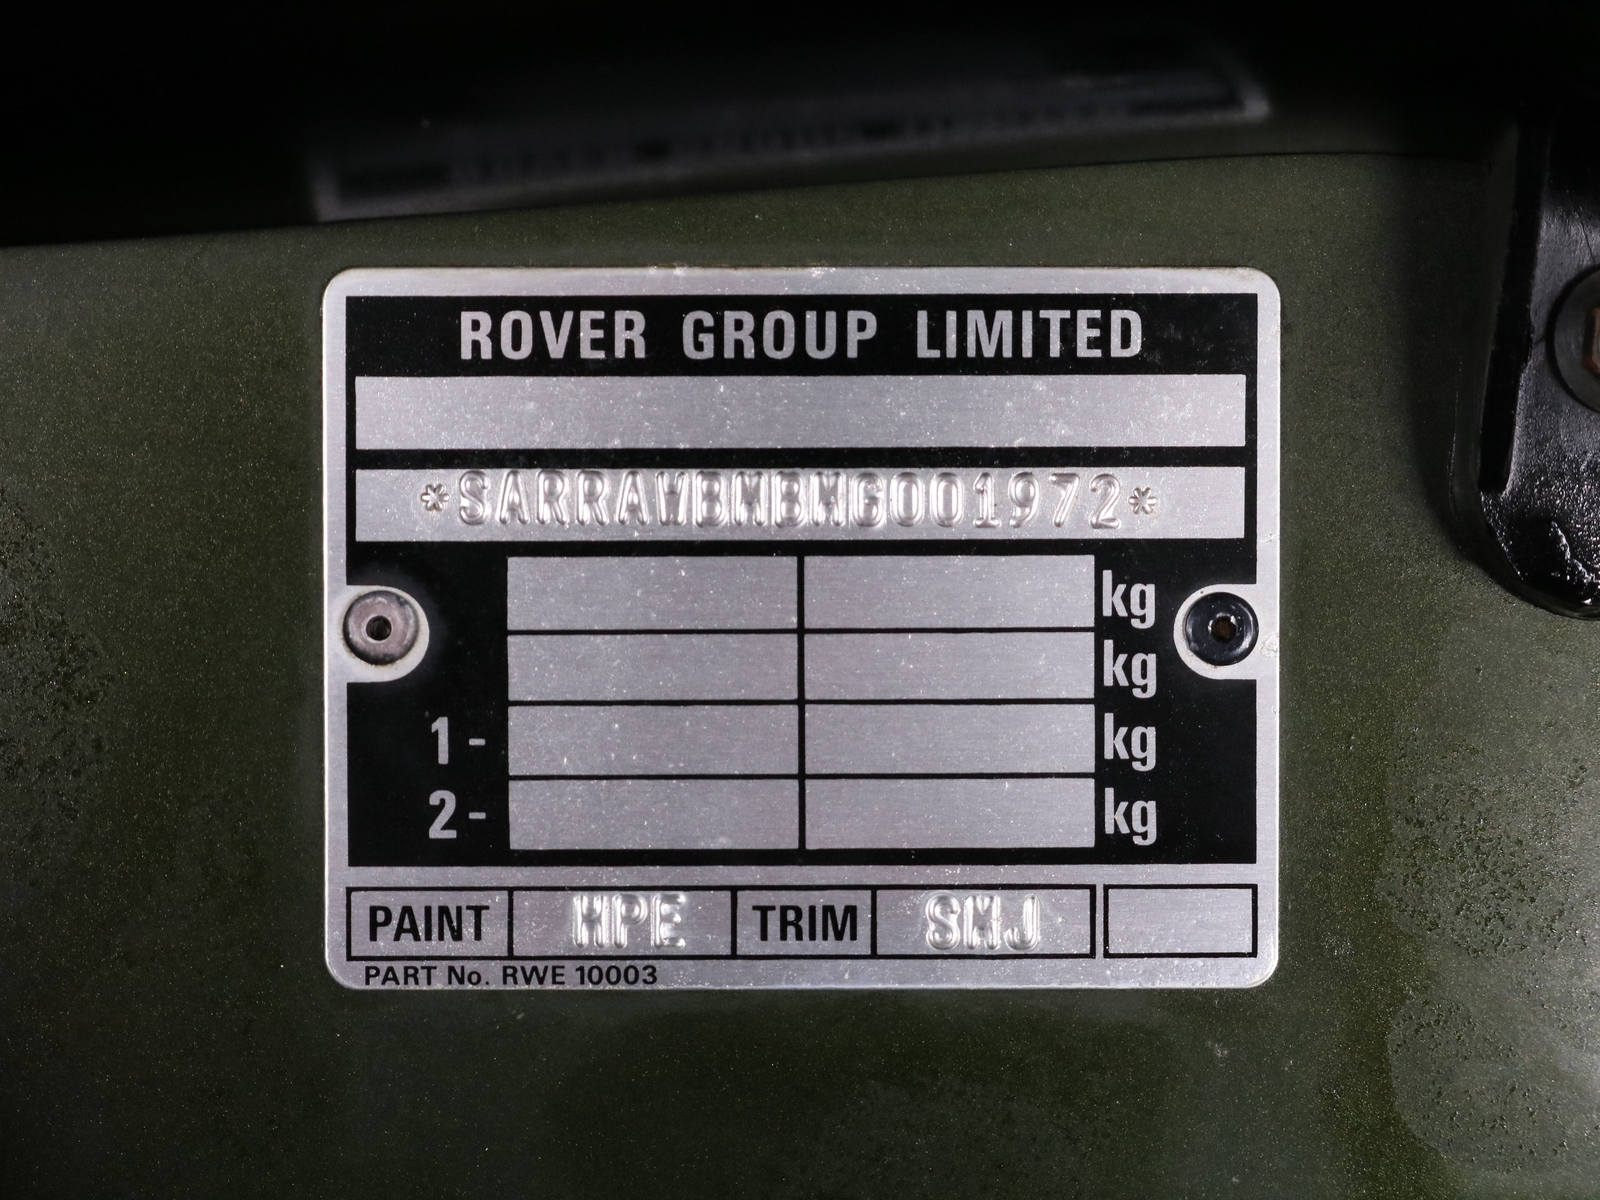 ROVER GROUP LIMITED
*SARRAWBMBMG001972*
kg
kg
1- kg
2- kg
PAINT HPE TRIM SMJ
PART No. RWE 10003